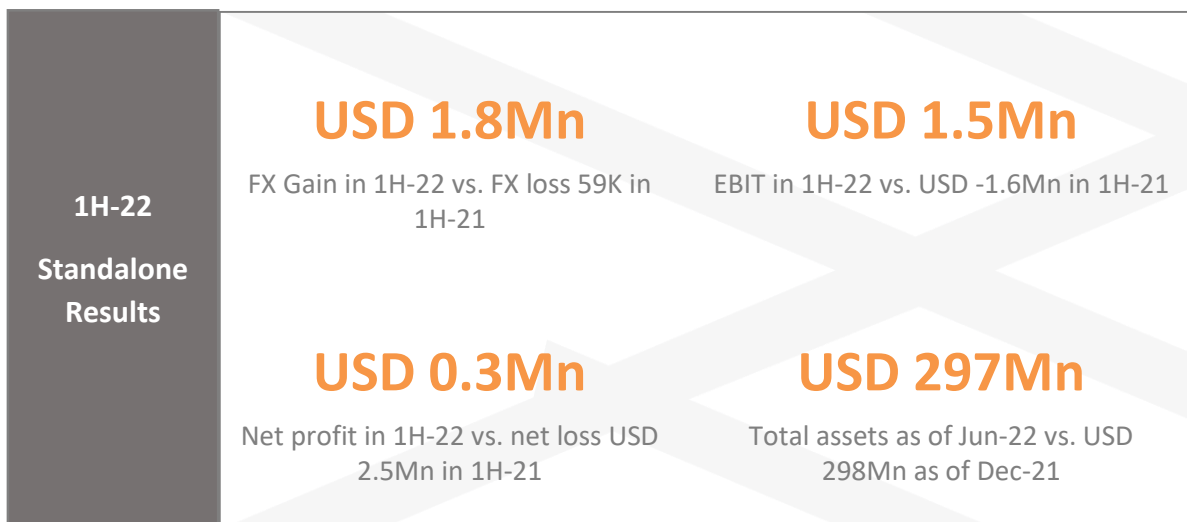 1H-22
Standalone
Results
USD 1.8Mn
FX Gain in 1H-22 vs. FX loss 59K in
1H-21
USD 1.5Mn
EBIT in 1H-22 vs. USD -1.6Mn in 1H-21
USD 0.3Mn
Net profit in 1H-22 vs. net loss USD
2.5Mn in 1H-21
USD 297Mn
Total assets as of Jun-22 vs. USD
298Mn as of Dec-21